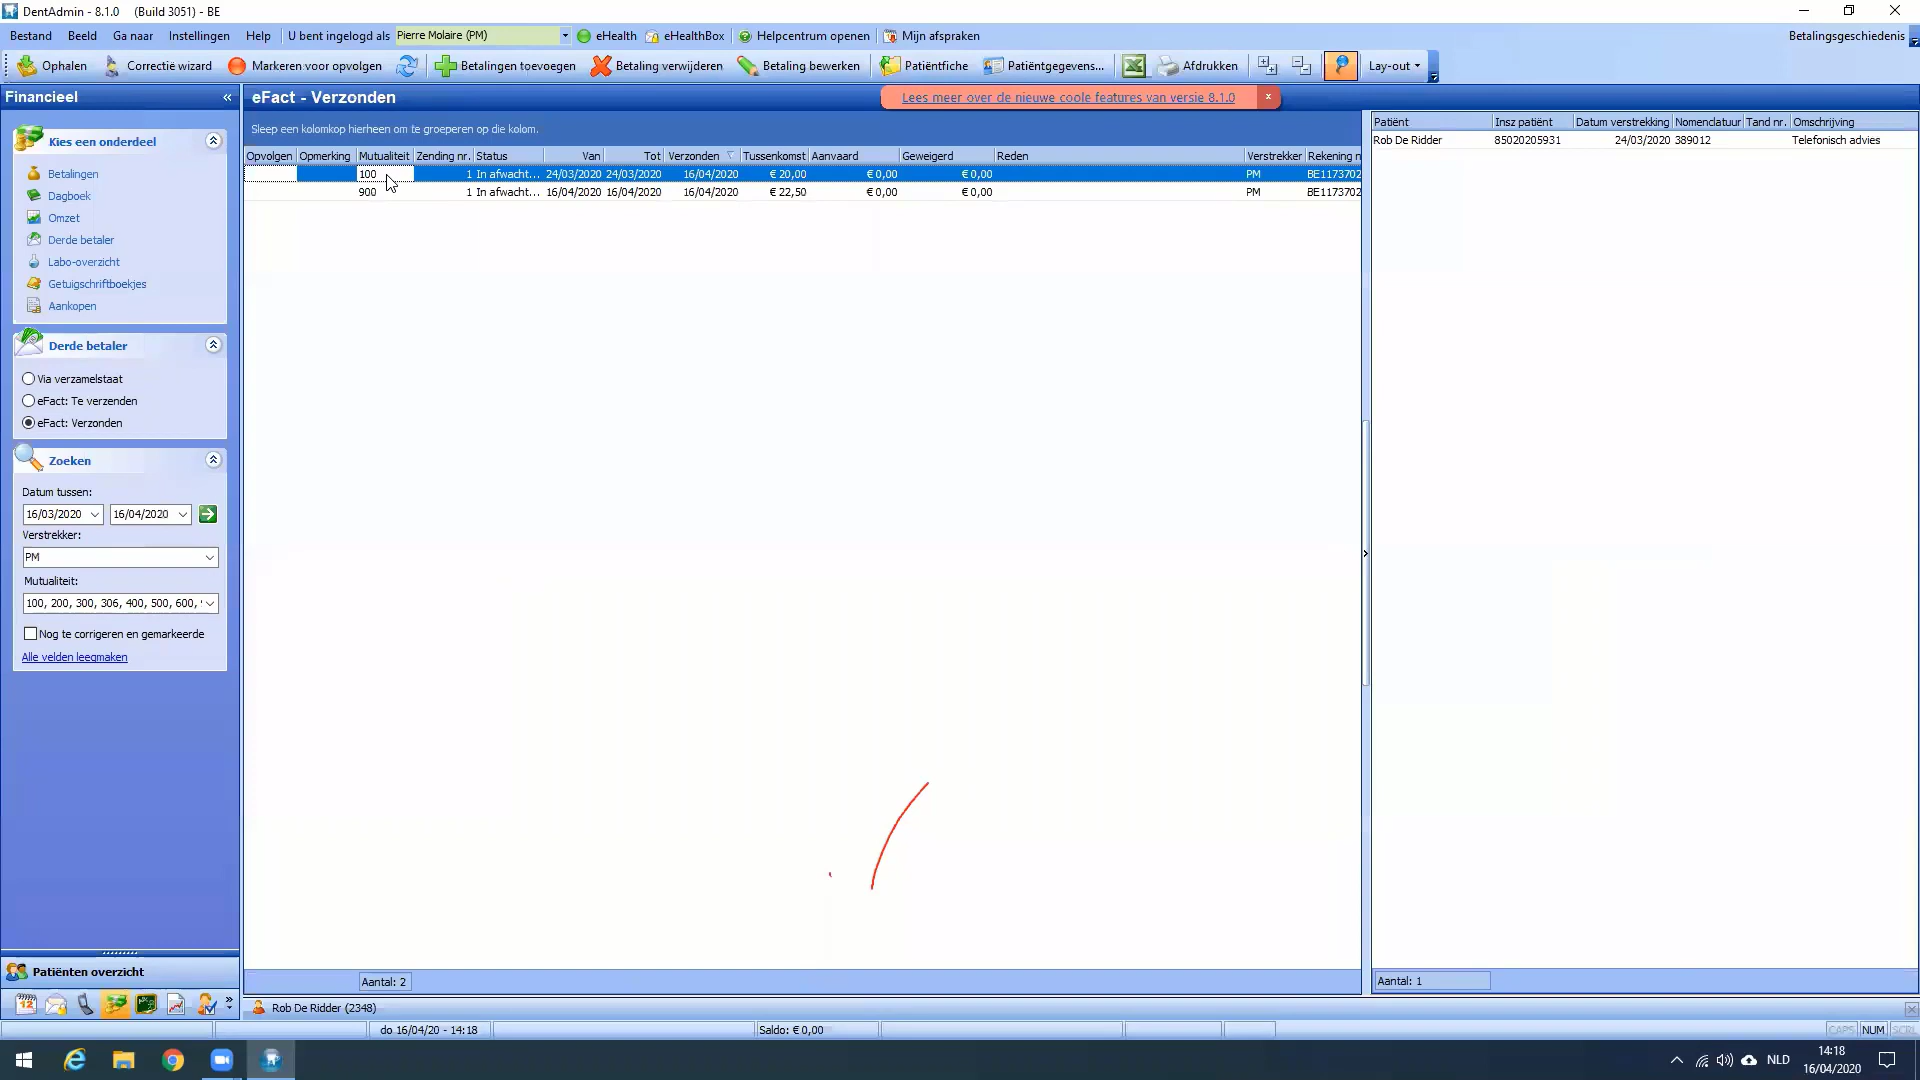 DentAdmin - 8.1.0 (Build 3051) - BE
Bestand Beeld Ga naar Instellingen Help U bent ingelogd als Pierre Molaire (PM) eHealth eHealthBox Helpcentrum openen Mijn afspraken Betalingsgeschiedenis
Ophalen Correctie wizard Markeren voor opvolgen Betalingen toevoegen Betaling verwijderen Betaling bewerken Patiëntfiche Patiëntgegevens... Afdrukken Lay-out
Financieel «
eFact - Verzonden
Lees meer over de nieuwe coole features van versie 8.1.0 x
Sleep een kolomkop hierheen om te groeperen op die kolom.
Opvolgen Opmerking Mutualiteit Zending nr. Status Van Tot Verzonden Tussenkomst Aanvaard Geweigerd Reden Verstrekker Rekening n
100 1 In afwacht... 24/03/2020 24/03/2020 16/04/2020 € 20,00 € 0,00 € 0,00 PM BE1173702
900 1 In afwacht... 16/04/2020 16/04/2020 16/04/2020 € 22,50 € 0,00 € 0,00 PM BE1173702
Patiënt Insz patiënt Datum verstrekking Nomenclatuur Tand nr. Omschrijving
Rob De Ridder 85020205931 24/03/2020 389012 Telefonisch advies
Kies een onderdeel
Betalingen
Dagboek
Omzet
Derde betaler
Labo-overzicht
Getuigschriftboekjes
Aankopen
Derde betaler
Via verzamelstaat
eFact: Te verzenden
eFact: Verzonden
Zoeken
Datum tussen:
16/03/2020 16/04/2020
Verstrekker:
PM
Mutualiteit:
100, 200, 300, 306, 400, 500, 600,
Nog te corrigeren en gemarkeerde
Alle velden leegmaken
Patiënten overzicht
12
Aantal: 2
Aantal: 1
Rob De Ridder (2348)
do 16/04/20 - 14:18 Saldo: € 0,00 CAPS NUM SCRL
NLD
14:18
16/04/2020